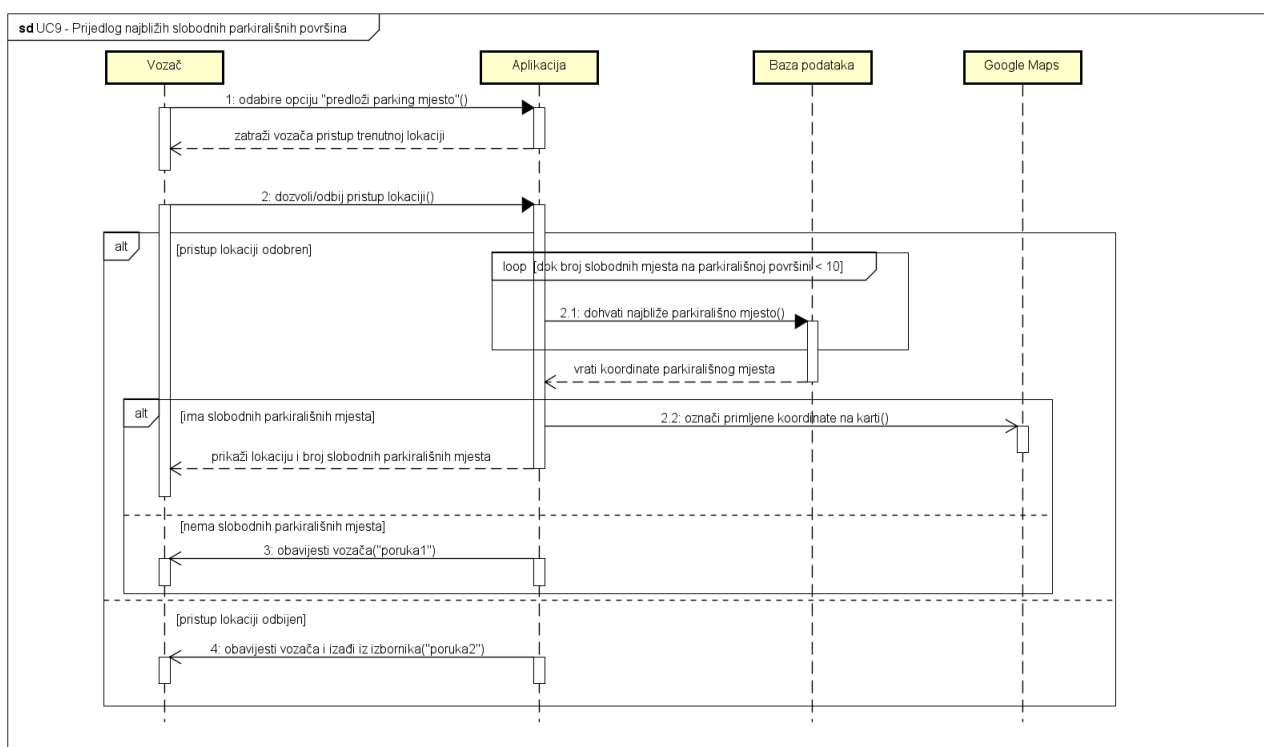 sd UC9 - Prijedlog najbližih slobodnih parkirališnih površina
Vozač
Aplikacija
Baza podataka
Google Maps
1: odabire opciju "predloži parking mjesto"()
zatraži vozača pristup trenutnoj lokaciji
2: dozvoli/odbij pristup lokaciji()
alt
[pristup lokaciji odobren]
loop [dok broj slobodnih mjesta na parkirališnoj površini < 10]
2.1: dohvati najbliže parkirališno mjesto()
vrati koordinate parkirališnog mjesta
alt
[ima slobodnih parkirališnih mjesta]
2.2: označi primljene koordinate na karti()
prikaži lokaciju i broj slobodnih parkirališnih mjesta
[nema slobodnih parkirališnih mjesta]
3: obavijesti vozača("poruka1")
[pristup lokaciji odbijen]
4: obavijesti vozača i izađi iz izbornika("poruka2")